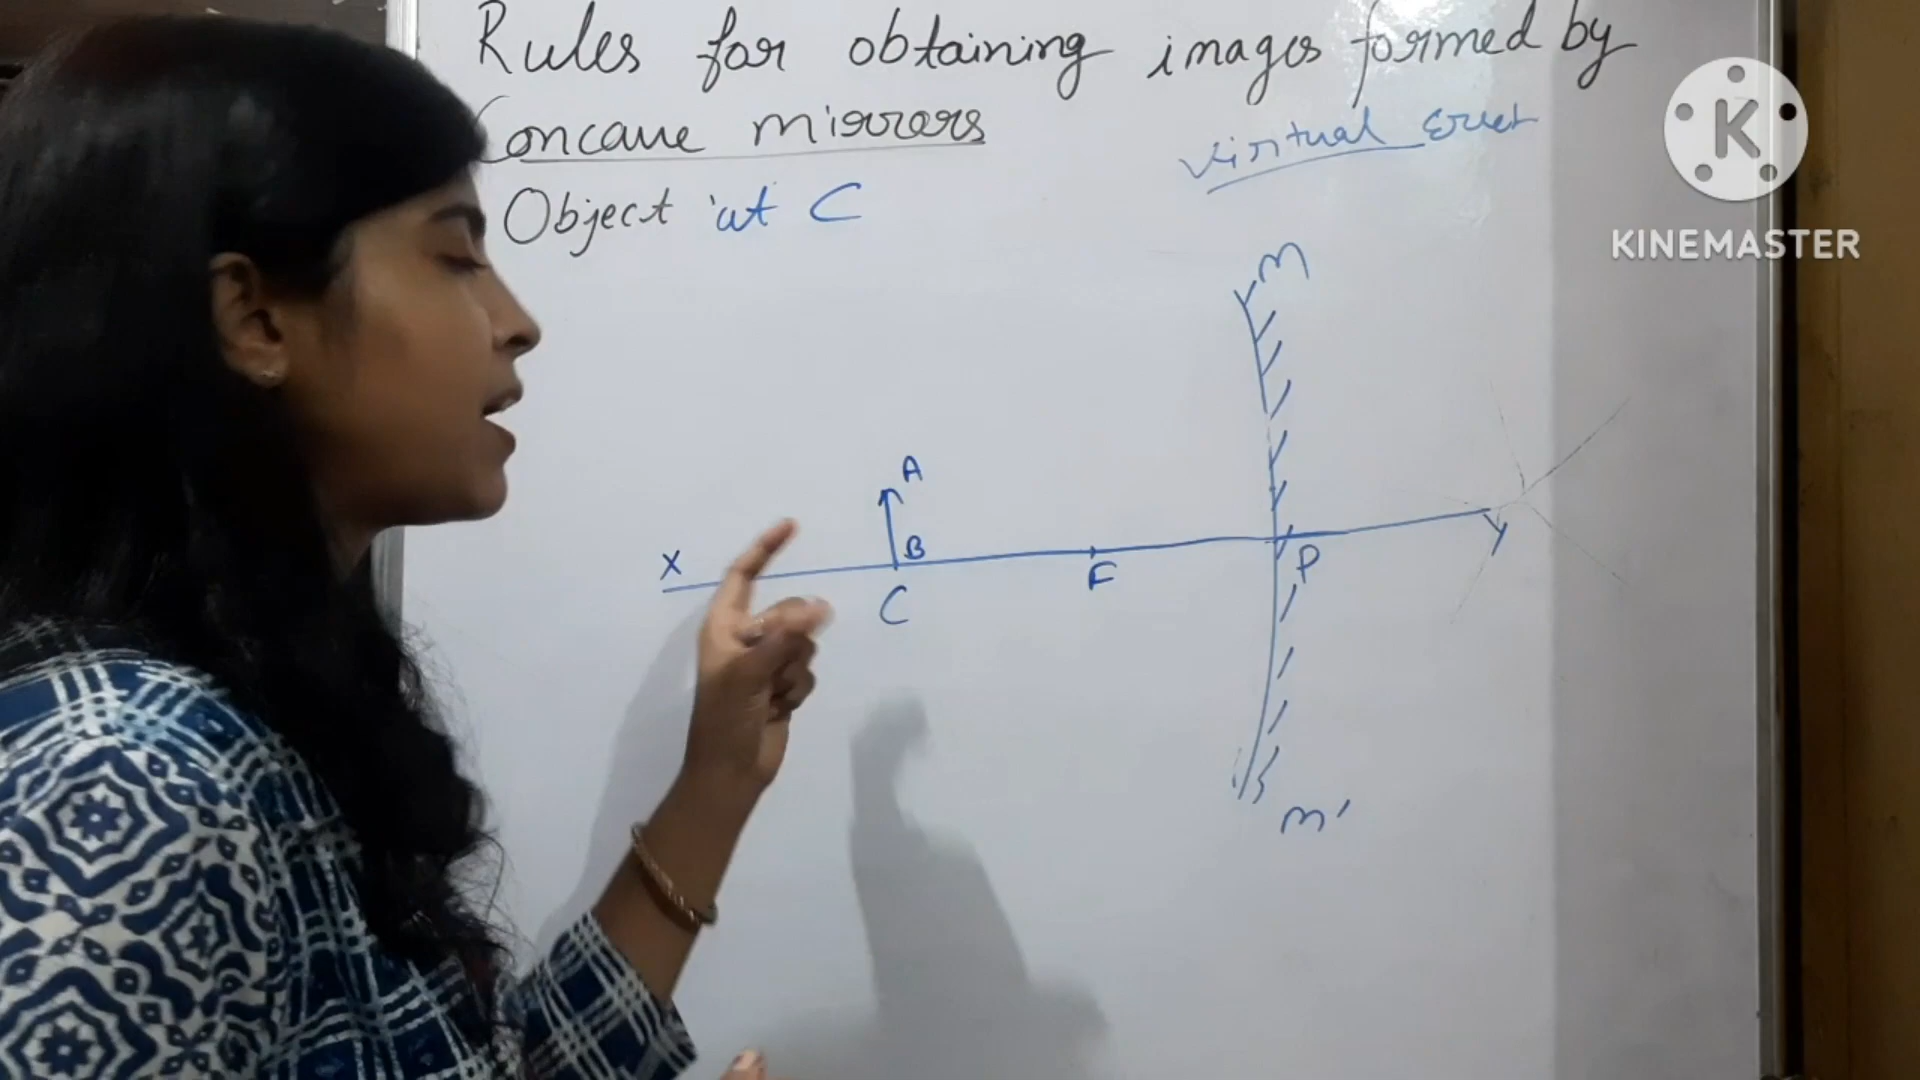 Rules for obtaining images formed by
Concave mirrors
Virtual Erect
K
KINEMASTER
Object at C
M
A
X
B
C
F
P
Y
M'